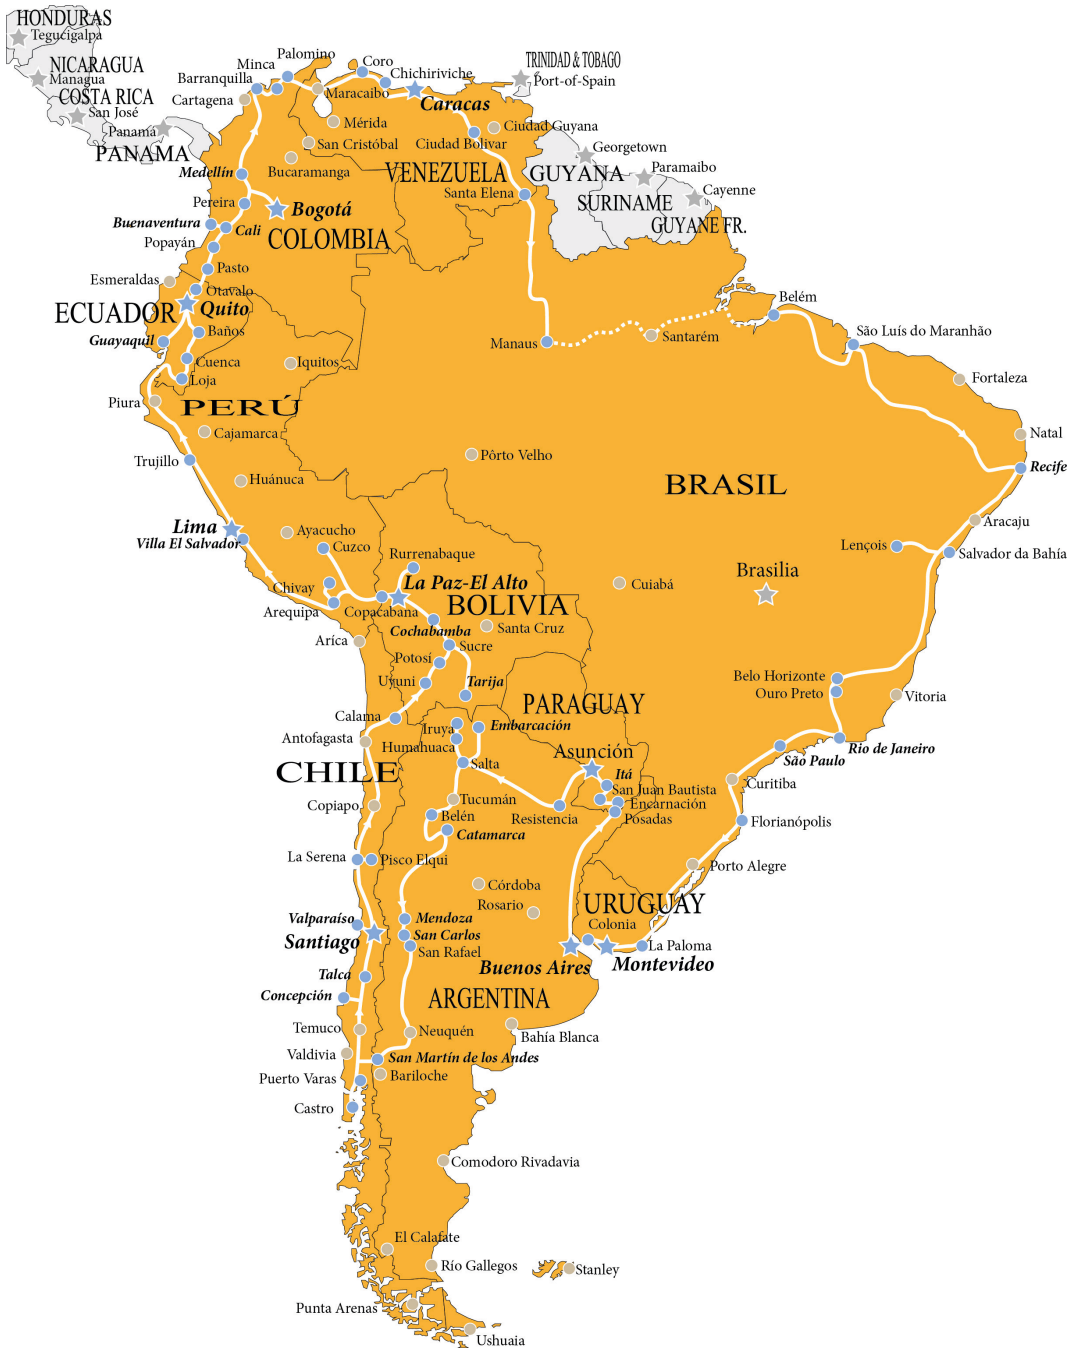 HONDURAS
Tegucigalpa
NICARAGUA
Managua
COSTA RICA
San José
Panamá
PANAMA
Palomino
Minca
Barranquilla
Cartagena
Coro
Chichiriviche
Maracaibo
Caracas
TRINIDAD & TOBAGO
Port-of-Spain
Mérida
San Cristóbal
Bucaramanga
Ciudad Guyana
Ciudad Bolivar
VENEZUELA
Santa Elena
Georgetown
GUYANA
Paramaibo
SURINAME
Cayenne
GUYANE FR.
Medellín
Pereira
Bogotá
Buenaventura
Cali
COLOMBIA
Popayán
Pasto
Esmeraldas
Otavalo
ECUADOR
Quito
Guayaquil
Baños
Cuenca
Loja
Iquitos
Manaus
Santarém
Belém
São Luís do Maranhão
Fortaleza
Natal
Recife
Piura
PERÚ
Cajamarca
Trujillo
Huánuca
Pôrto Velho
BRASIL
Lima
Villa El Salvador
Ayacucho
Cuzco
Aracaju
Lençois
Salvador da Bahía
Rurrenabaque
Chivay
La Paz-El Alto
Arequipa
Copacabana
BOLIVIA
Cuiabá
Brasilia
Cochabamba
Santa Cruz
Aríca
Sucre
Potosí
Uyuni
Tarija
Belo Horizonte
Ouro Preto
Vitoria
PARAGUAY
Calama
Iruya
Embarcación
Antofagasta
Humahuaca
Asunción
Rio de Janeiro
São Paulo
CHILE
Salta
Itá
San Juan Bautista
Curitiba
Copiapo
Tucumán
Encarnación
Belén
Resistencia
Posadas
Catamarca
Florianópolis
La Serena
Pisco Elqui
Porto Alegre
Córdoba
Rosario
URUGUAY
Valparaíso
Mendoza
Colonia
Santiago
San Carlos
San Rafael
La Paloma
Buenos Aires
Montevideo
Talca
Concepción
ARGENTINA
Temuco
Neuquén
Bahía Blanca
Valdivia
San Martín de los Andes
Puerto Varas
Bariloche
Castro
Comodoro Rivadavia
El Calafate
Río Gallegos
Stanley
Punta Arenas
Ushuaia